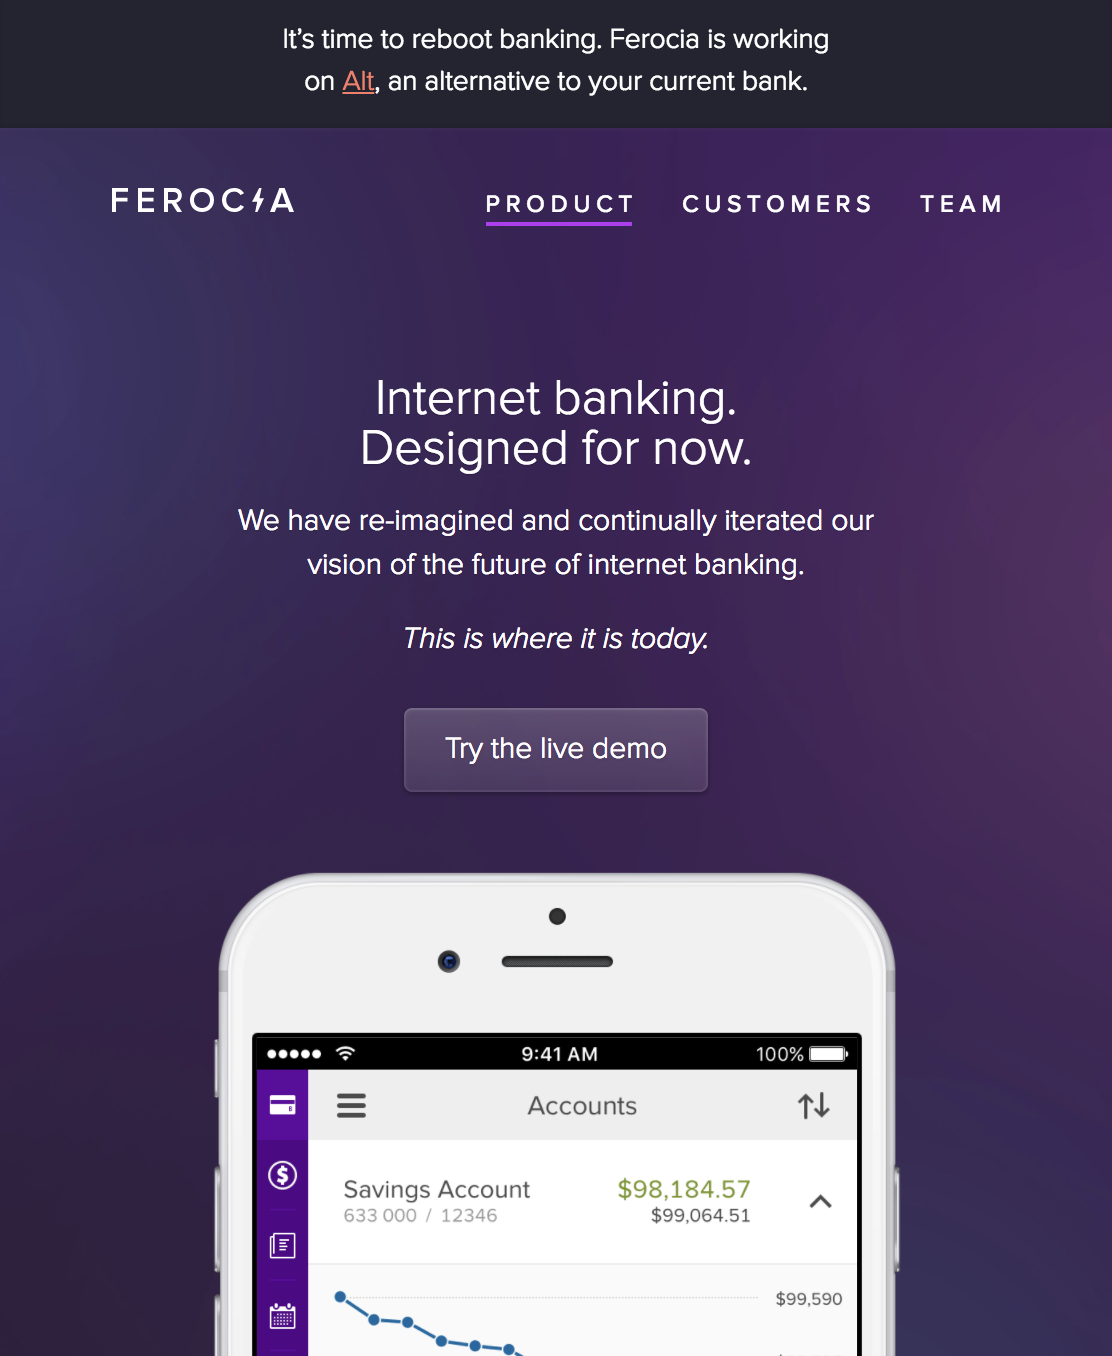 It’s time to reboot banking. Ferocia is working
on Alt, an alternative to your current bank.
FEROCIA
PRODUCT CUSTOMERS TEAM
Internet banking.
Designed for now.
We have re-imagined and continually iterated our
vision of the future of internet banking.
This is where it is today.
Try the live demo
9:41 AM 100%
Accounts
Savings Account $98,184.57
633 000 / 12346 $99,064.51
$99,590